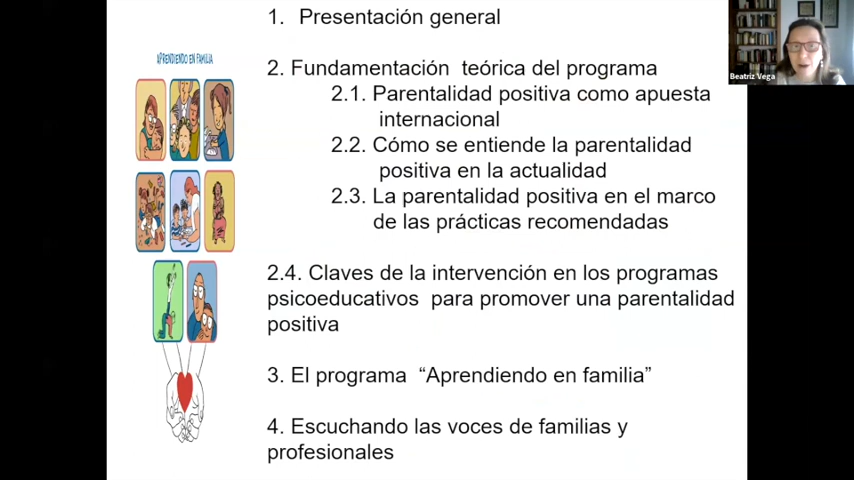 1. Presentación general
APRENDIENDO EN FAMILIA
2. Fundamentación teórica del programa
2.1. Parentalidad positiva como apuesta
internacional
2.2. Cómo se entiende la parentalidad
positiva en la actualidad
2.3. La parentalidad positiva en el marco
de las prácticas recomendadas
2.4. Claves de la intervención en los programas
psicoeducativos para promover una parentalidad
positiva
3. El programa “Aprendiendo en familia”
4. Escuchando las voces de familias y
profesionales
Beatriz Vega